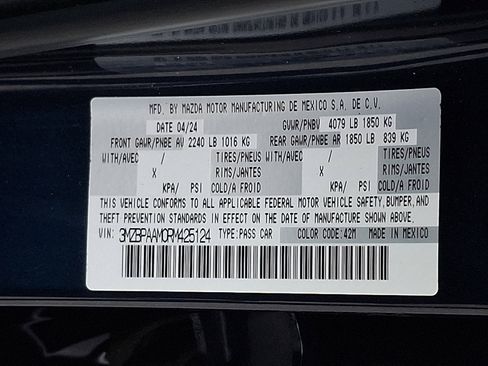 MFD. BY MAZDA MOTOR MANUFACTURING DE MEXICO S.A. DE C.V.
DATE 04/24 GVWR/PNBV 4079 LB 1850 KG
FRONT GAWR/PNBE AV 2240 LB 1016 KG REAR GAWR/PNBE AR 1850 LB 839 KG
WITH/AVEC / TIRES/PNEUS WITH/AVEC / TIRES/PNEUS
X RIMS/JANTES X RIMS/JANTES
KPA/ PSI COLD/A FROID KPA/ PSI COLD/A FROID
THIS VEHICLE CONFORMS TO ALL APPLICABLE FEDERAL MOTOR VEHICLE SAFETY, BUMPER, AND
THEFT PREVENTION STANDARDS IN EFFECT ON THE DATE OF MANUFACTURE SHOWN ABOVE.
VIN: 3MZBPAAM0RM425124 TYPE: PASS CAR COLOR CODE: 42M MADE IN MEXICO